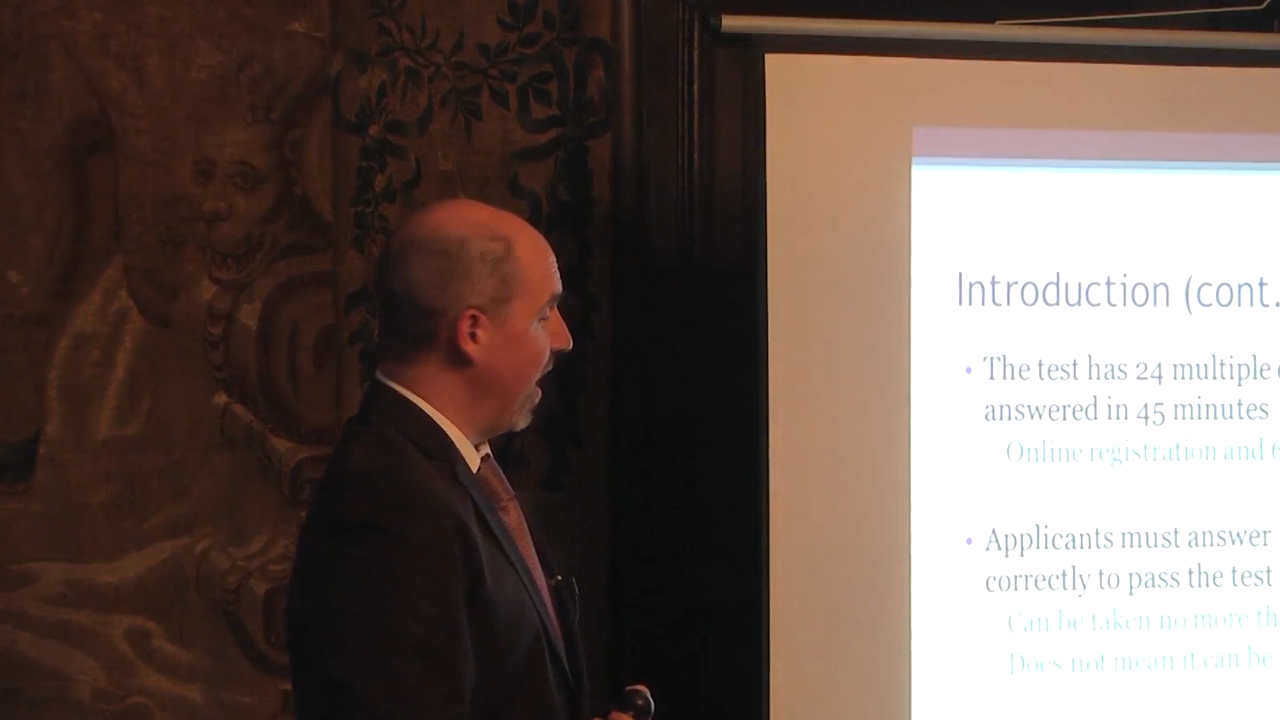 Introduction (cont.
• The test has 24 multiple
answered in 45 minutes
Online registration and
• Applicants must answer
correctly to pass the test
Can be taken no more th
Does not mean it can be